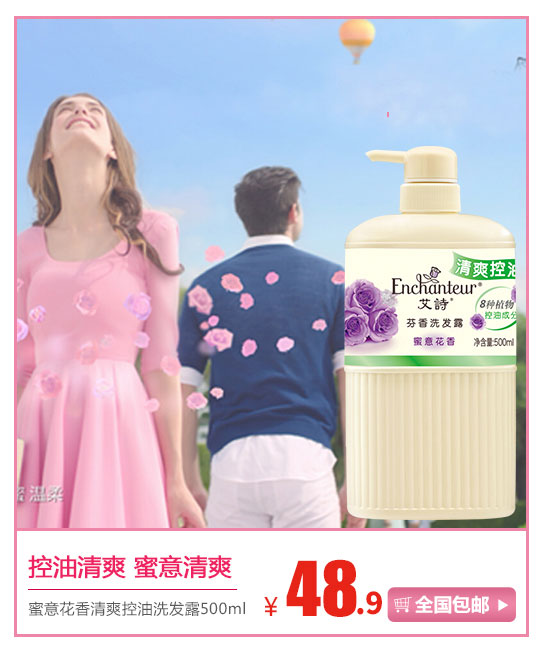 清爽控油
Enchanteur®
艾詩®
8种植物
控油成分
芬香洗发露
蜜意花香
净含量:500ml
温柔
控油清爽 蜜意清爽
蜜意花香清爽控油洗发露500ml
¥ 48.9
全国包邮